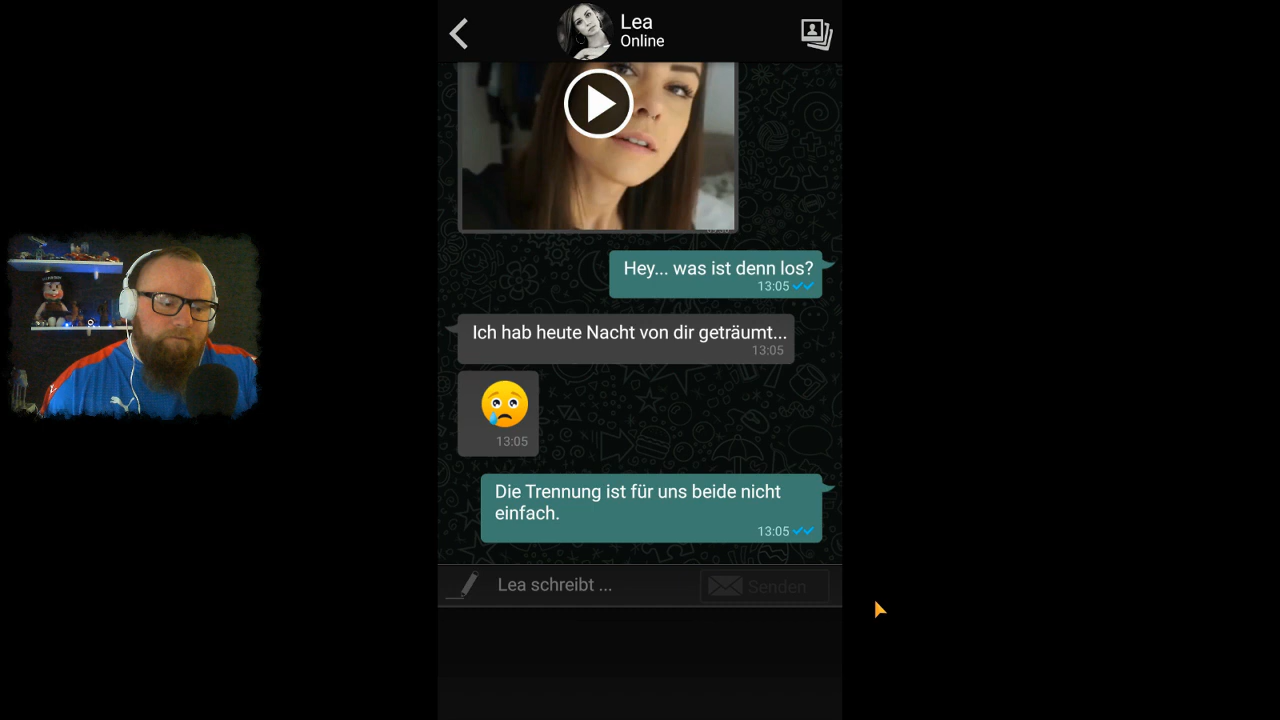 Lea
Online
Hey... was ist denn los?
13:05
Ich hab heute Nacht von dir geträumt...
13:05
13:05
Die Trennung ist für uns beide nicht
einfach.
13:05
Lea schreibt ...
Senden